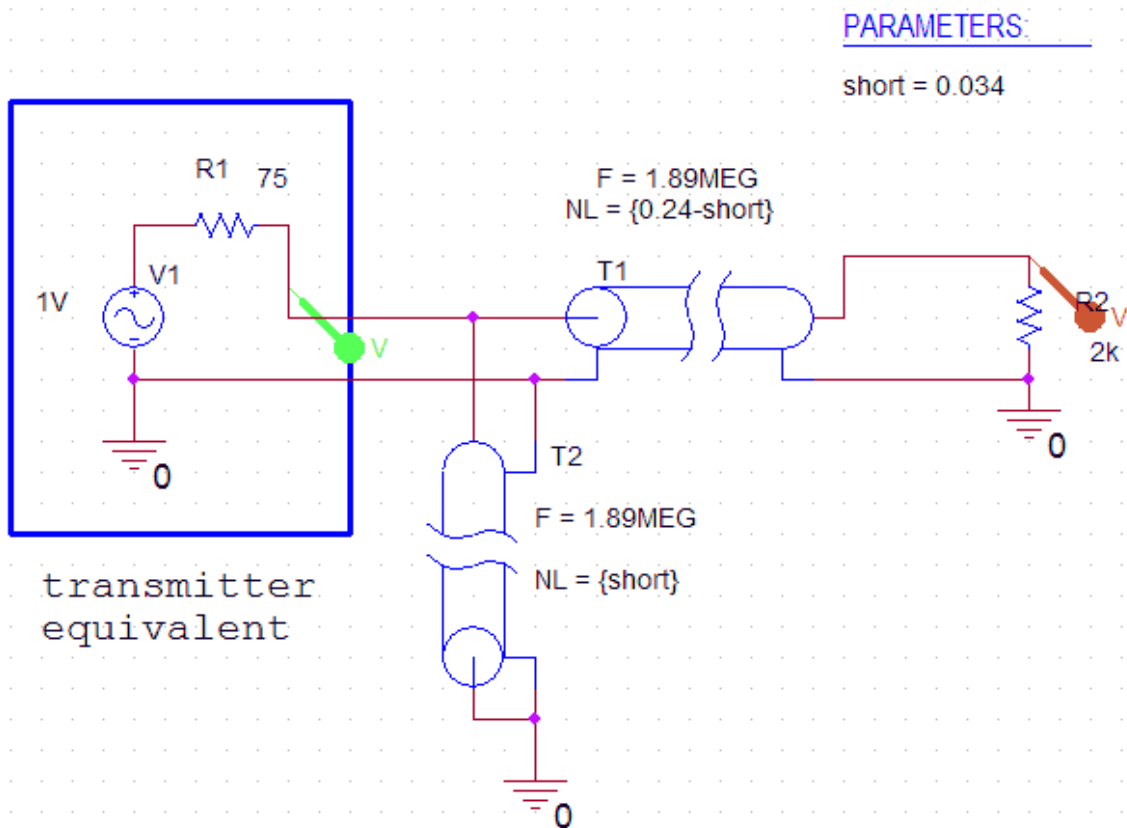 PARAMETERS:
short = 0.034
R1
75
F = 1.89MEG
NL = {0.24-short}
V1
1V
T1
R2
V
V
2k
0
0
T2
F = 1.89MEG
NL = {short}
transmitter
equivalent
0